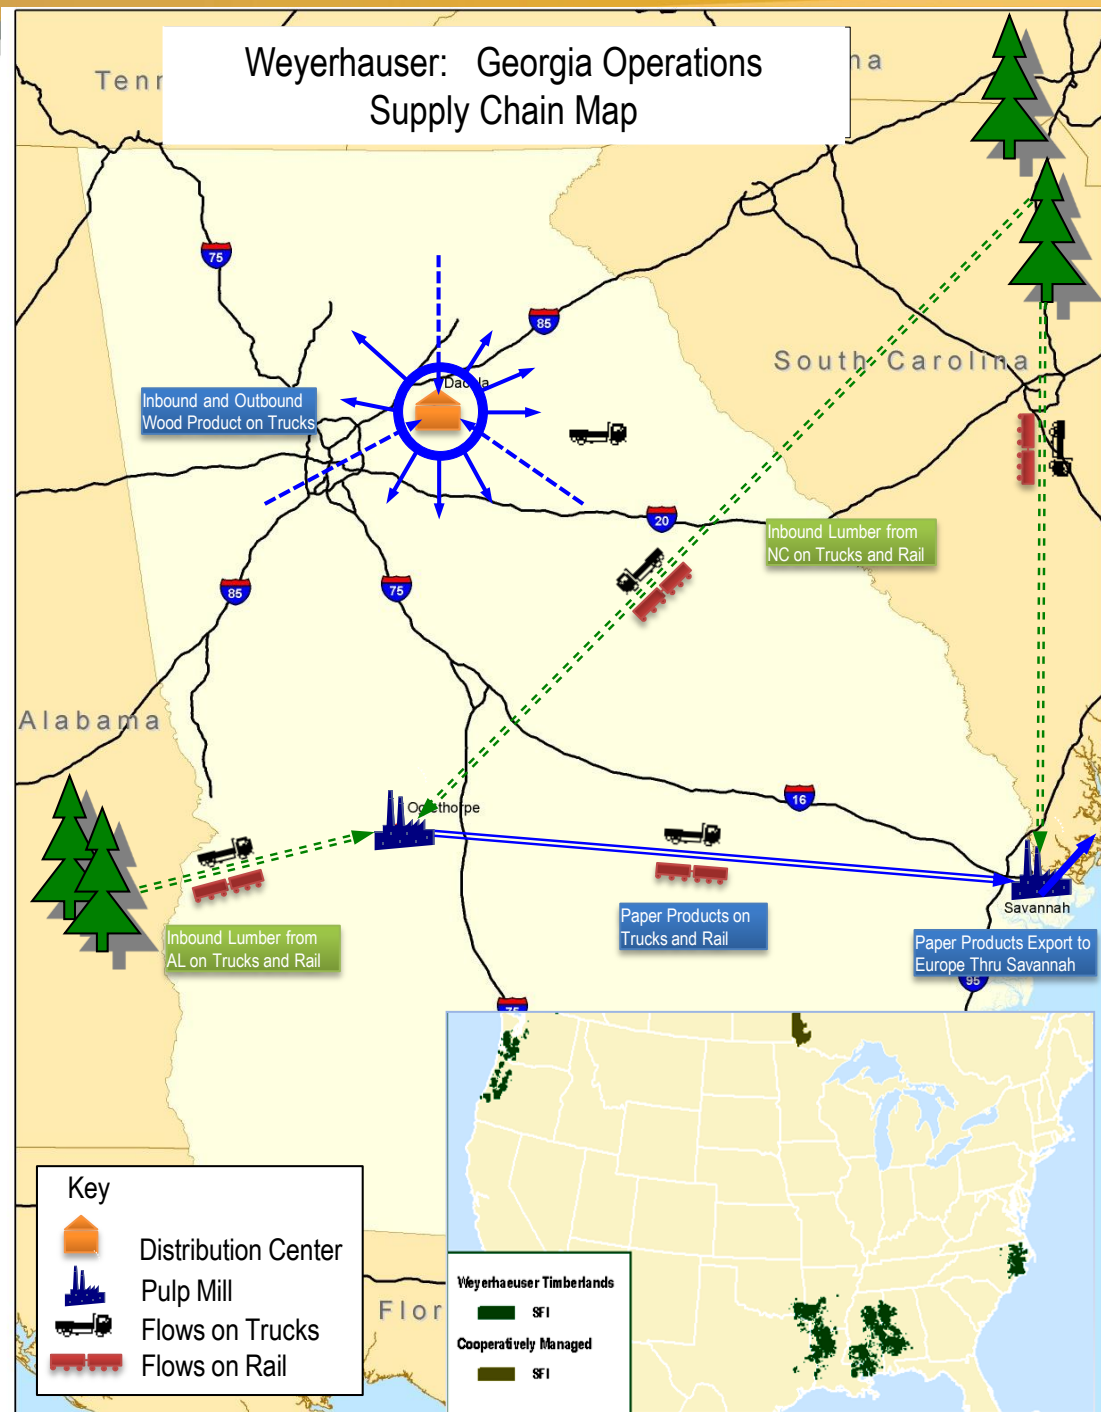 Weyerhauser: Georgia Operations
Supply Chain Map
Tenn
na
75
85
Dacula
Inbound and Outbound
Wood Product on Trucks
South Carolina
20
Inbound Lumber from
NC on Trucks and Rail
85
75
Alabama
16
Oglethorpe
Savannah
Inbound Lumber from
AL on Trucks and Rail
Paper Products on
Trucks and Rail
Paper Products Export to
Europe Thru Savannah
95
75
Key
Distribution Center
Pulp Mill
Flows on Trucks
Flows on Rail
Flor
Weyerhaeuser Timberlands
SFI
Cooperatively Managed
SFI